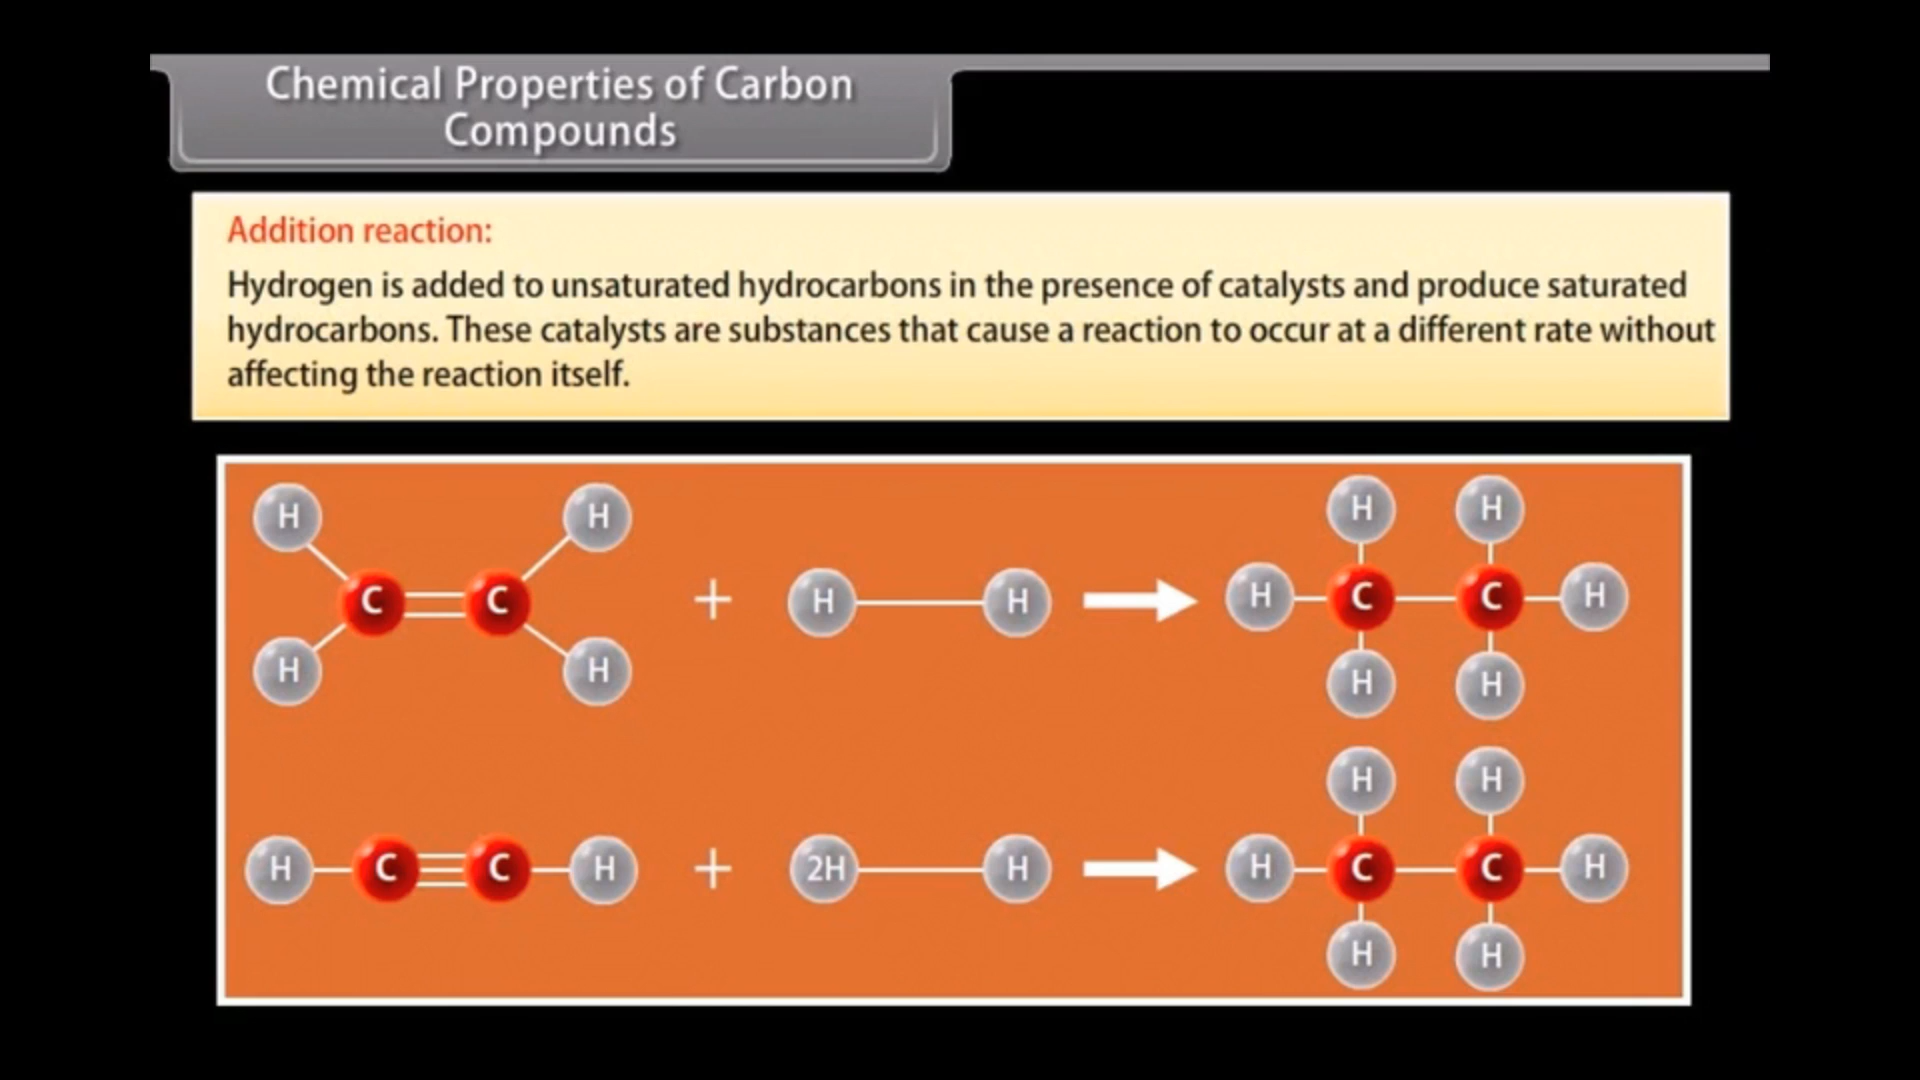 Chemical Properties of Carbon
Compounds
Addition reaction:
Hydrogen is added to unsaturated hydrocarbons in the presence of catalysts and produce saturated
hydrocarbons. These catalysts are substances that cause a reaction to occur at a different rate without
affecting the reaction itself.
H H H H
C C + H H H C C H
H H H H
H H
H C C H + 2H H H C C H
H H